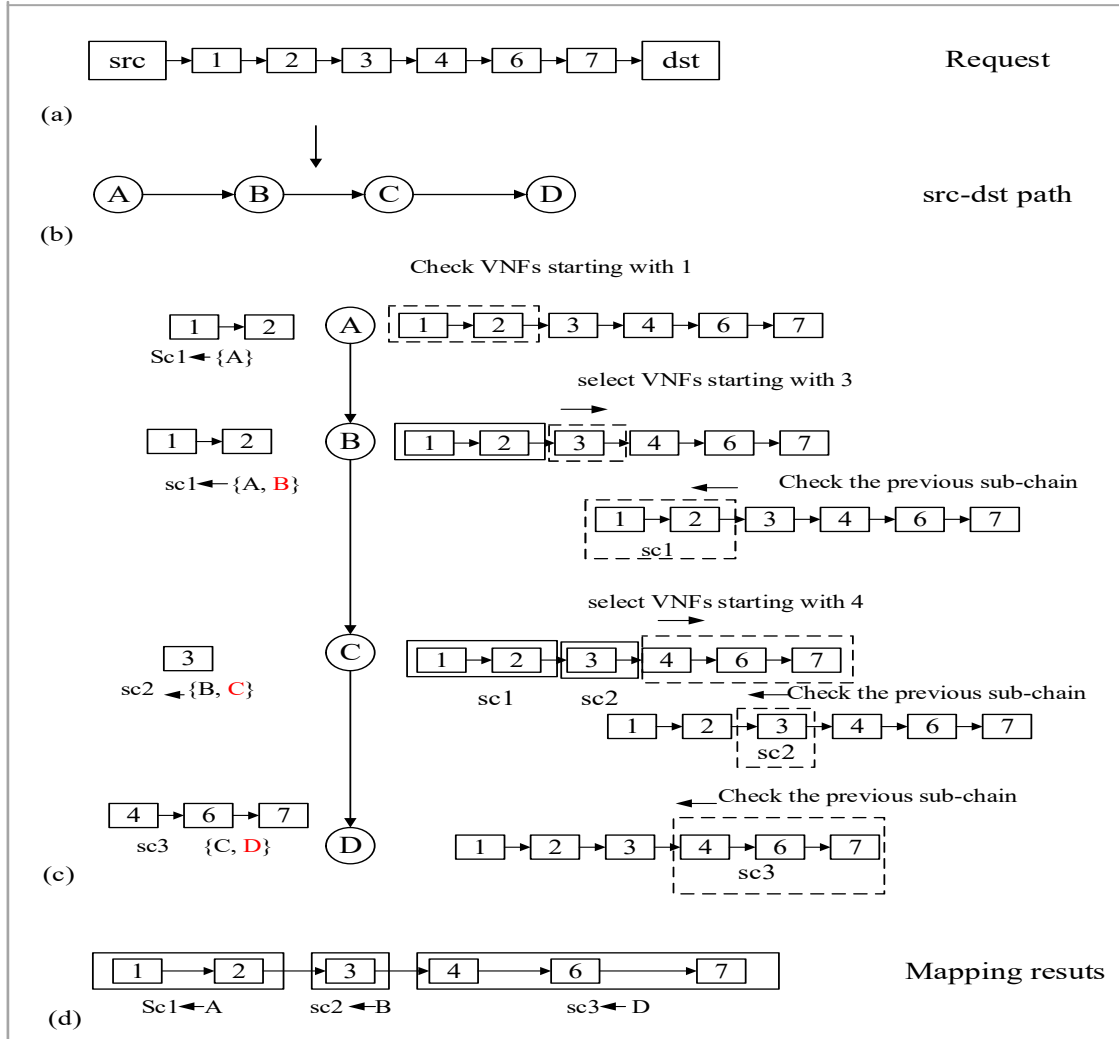 src 1 2 3 4 6 7 dst Request
(a)
A B C D src-dst path
(b)
Check VNFs starting with 1
1 2 A 1 2 3 4 6 7
Sc1 {A}
select VNFs starting with 3
1 2 B 1 2 3 4 6 7
sc1 {A, B}
Check the previous sub-chain
1 2 3 4 6 7
sc1
select VNFs starting with 4
3 C 1 2 3 4 6 7
sc2 {B, C}
sc1 sc2
Check the previous sub-chain
1 2 3 4 6 7
sc2
Check the previous sub-chain
4 6 7
sc3 {C, D}
D 1 2 3 4 6 7
sc3
(c)
1 2 3 4 6 7 Mapping resuts
Sc1 A sc2 B sc3 D
(d)